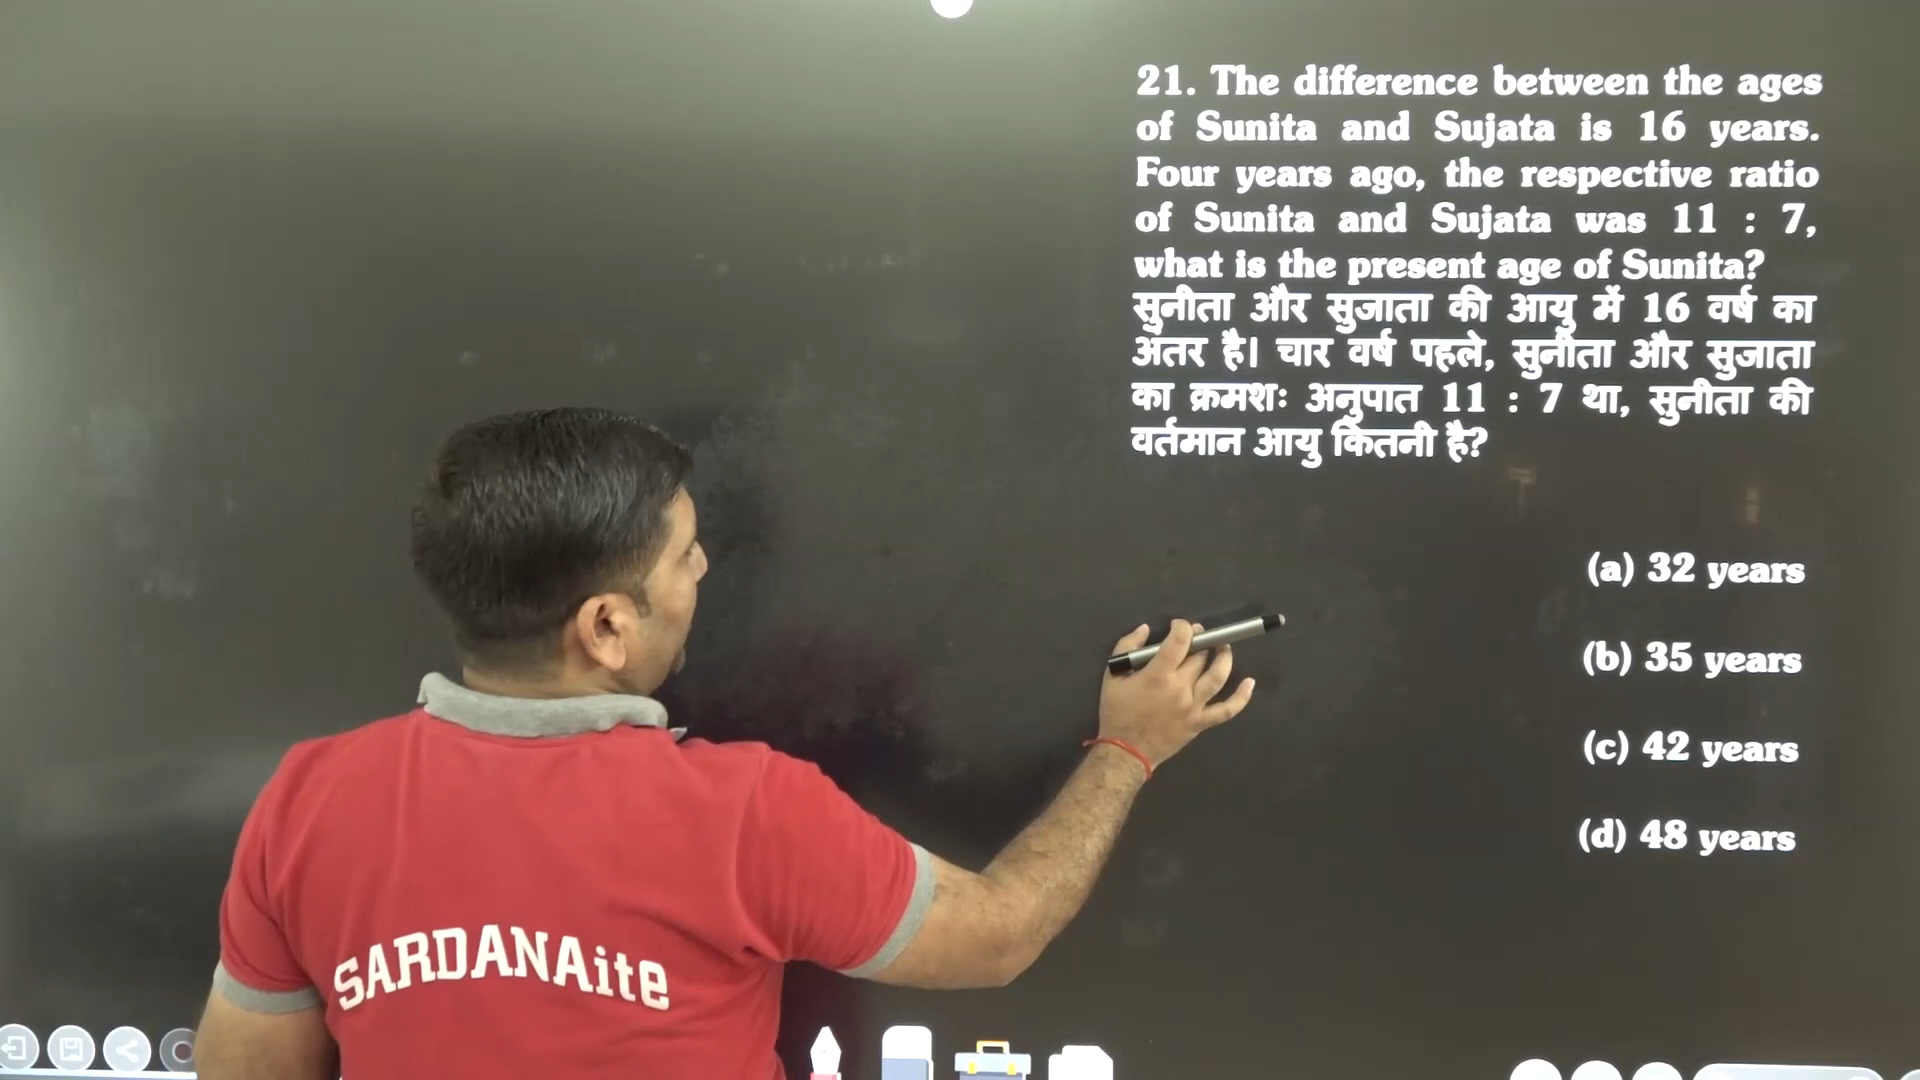 21. The difference between the ages
of Sunita and Sujata is 16 years.
Four years ago, the respective ratio
of Sunita and Sujata was 11 : 7,
what is the present age of Sunita?
सुनीता और सुजाता की आयु में 16 वर्ष का
अंतर है। चार वर्ष पहले, सुनीता और सुजाता
का क्रमशः अनुपात 11 : 7 था, सुनीता की
वर्तमान आयु कितनी है?
(a) 32 years
(b) 35 years
(c) 42 years
(d) 48 years
SARDANAite